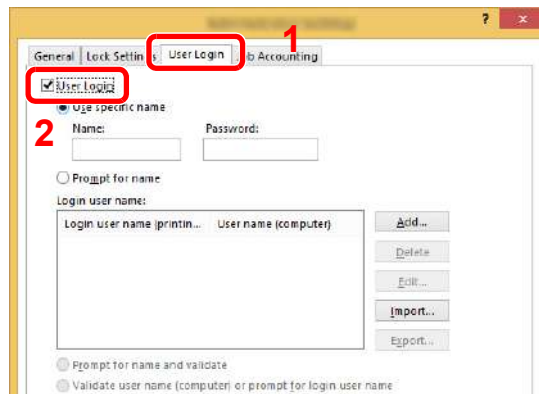 ? ×
1
General Lock Settings User Login Job Accounting
User Login
Use specific name
2
Name: Password:
Prompt for name
Login user name:
Login user name (printin... User name (computer)
Add...
Delete
Edit...
Import...
Export...
Prompt for name and validate
Validate user name (computer) or prompt for login user name